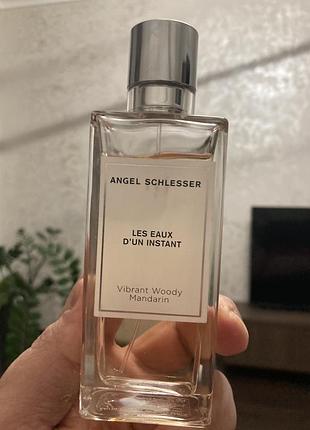 ANGEL SCHLESSER
LES EAUX
D'UN INSTANT
Vibrant Woody
Mandarin